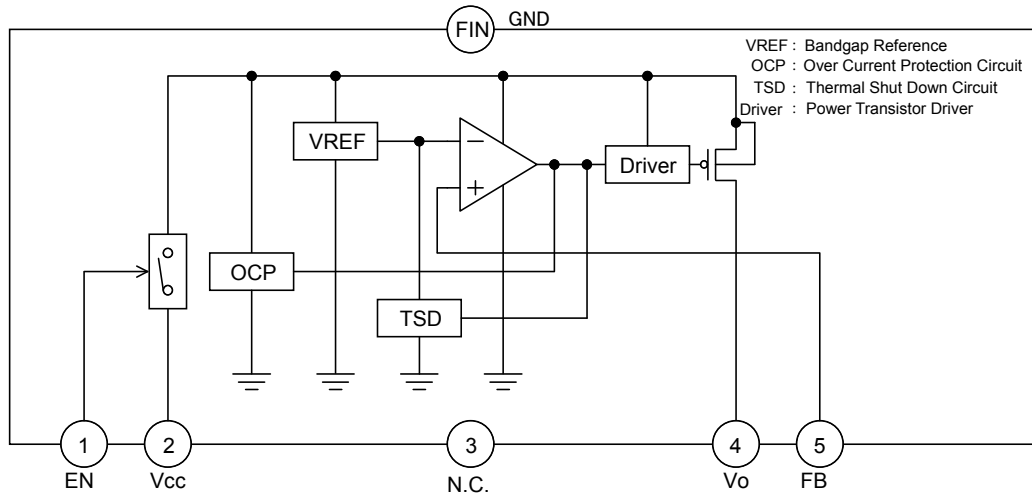 FIN GND
VREF : Bandgap Reference
OCP : Over Current Protection Circuit
TSD : Thermal Shut Down Circuit
Driver : Power Transistor Driver
VREF
−
+
Driver
OCP
TSD
1 2 3 4 5
EN Vcc N.C. Vo FB